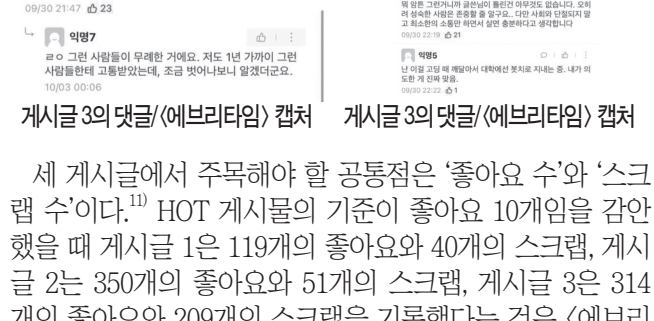 09/30 21:47 23
익명7
ㄹㅇ 그런 사람들이 무례한 거에요. 저도 1년 가까이 그런
사람들한테 고통받았는데, 조금 벗어나보니 알겠더군요.
10/03 00:06
게시글 3의 댓글/〈에브리타임〉 캡처
뭐 암튼 그런거니까 글쓴님이 틀린건 아무것도 없습니다. 오히
려 성숙한 사람은 존중할 줄 알구요.. 다만 사회와 단절되지 말
고 최소한의 소통만 하면서 살면 충분하다고 생각합니다
09/30 22:19 21
익명5
난 이걸 고딩 때 깨달아서 대학에선 봇치로 지내는 중. 내가 의
도한 게 진짜 맞음.
09/30 22:22 1
게시글 3의 댓글/〈에브리타임〉 캡처
세 게시글에서 주목해야 할 공통점은 ‘좋아요 수’와 ‘스크
랩 수’이다.11) HOT 게시물의 기준이 좋아요 10개임을 감안
했을 때 게시글 1은 119개의 좋아요와 40개의 스크랩, 게시
글 2는 350개의 좋아요와 51개의 스크랩, 게시글 3은 314
개의 좋아요와 209개의 스크랩을 기록했다는 것은 〈에브리